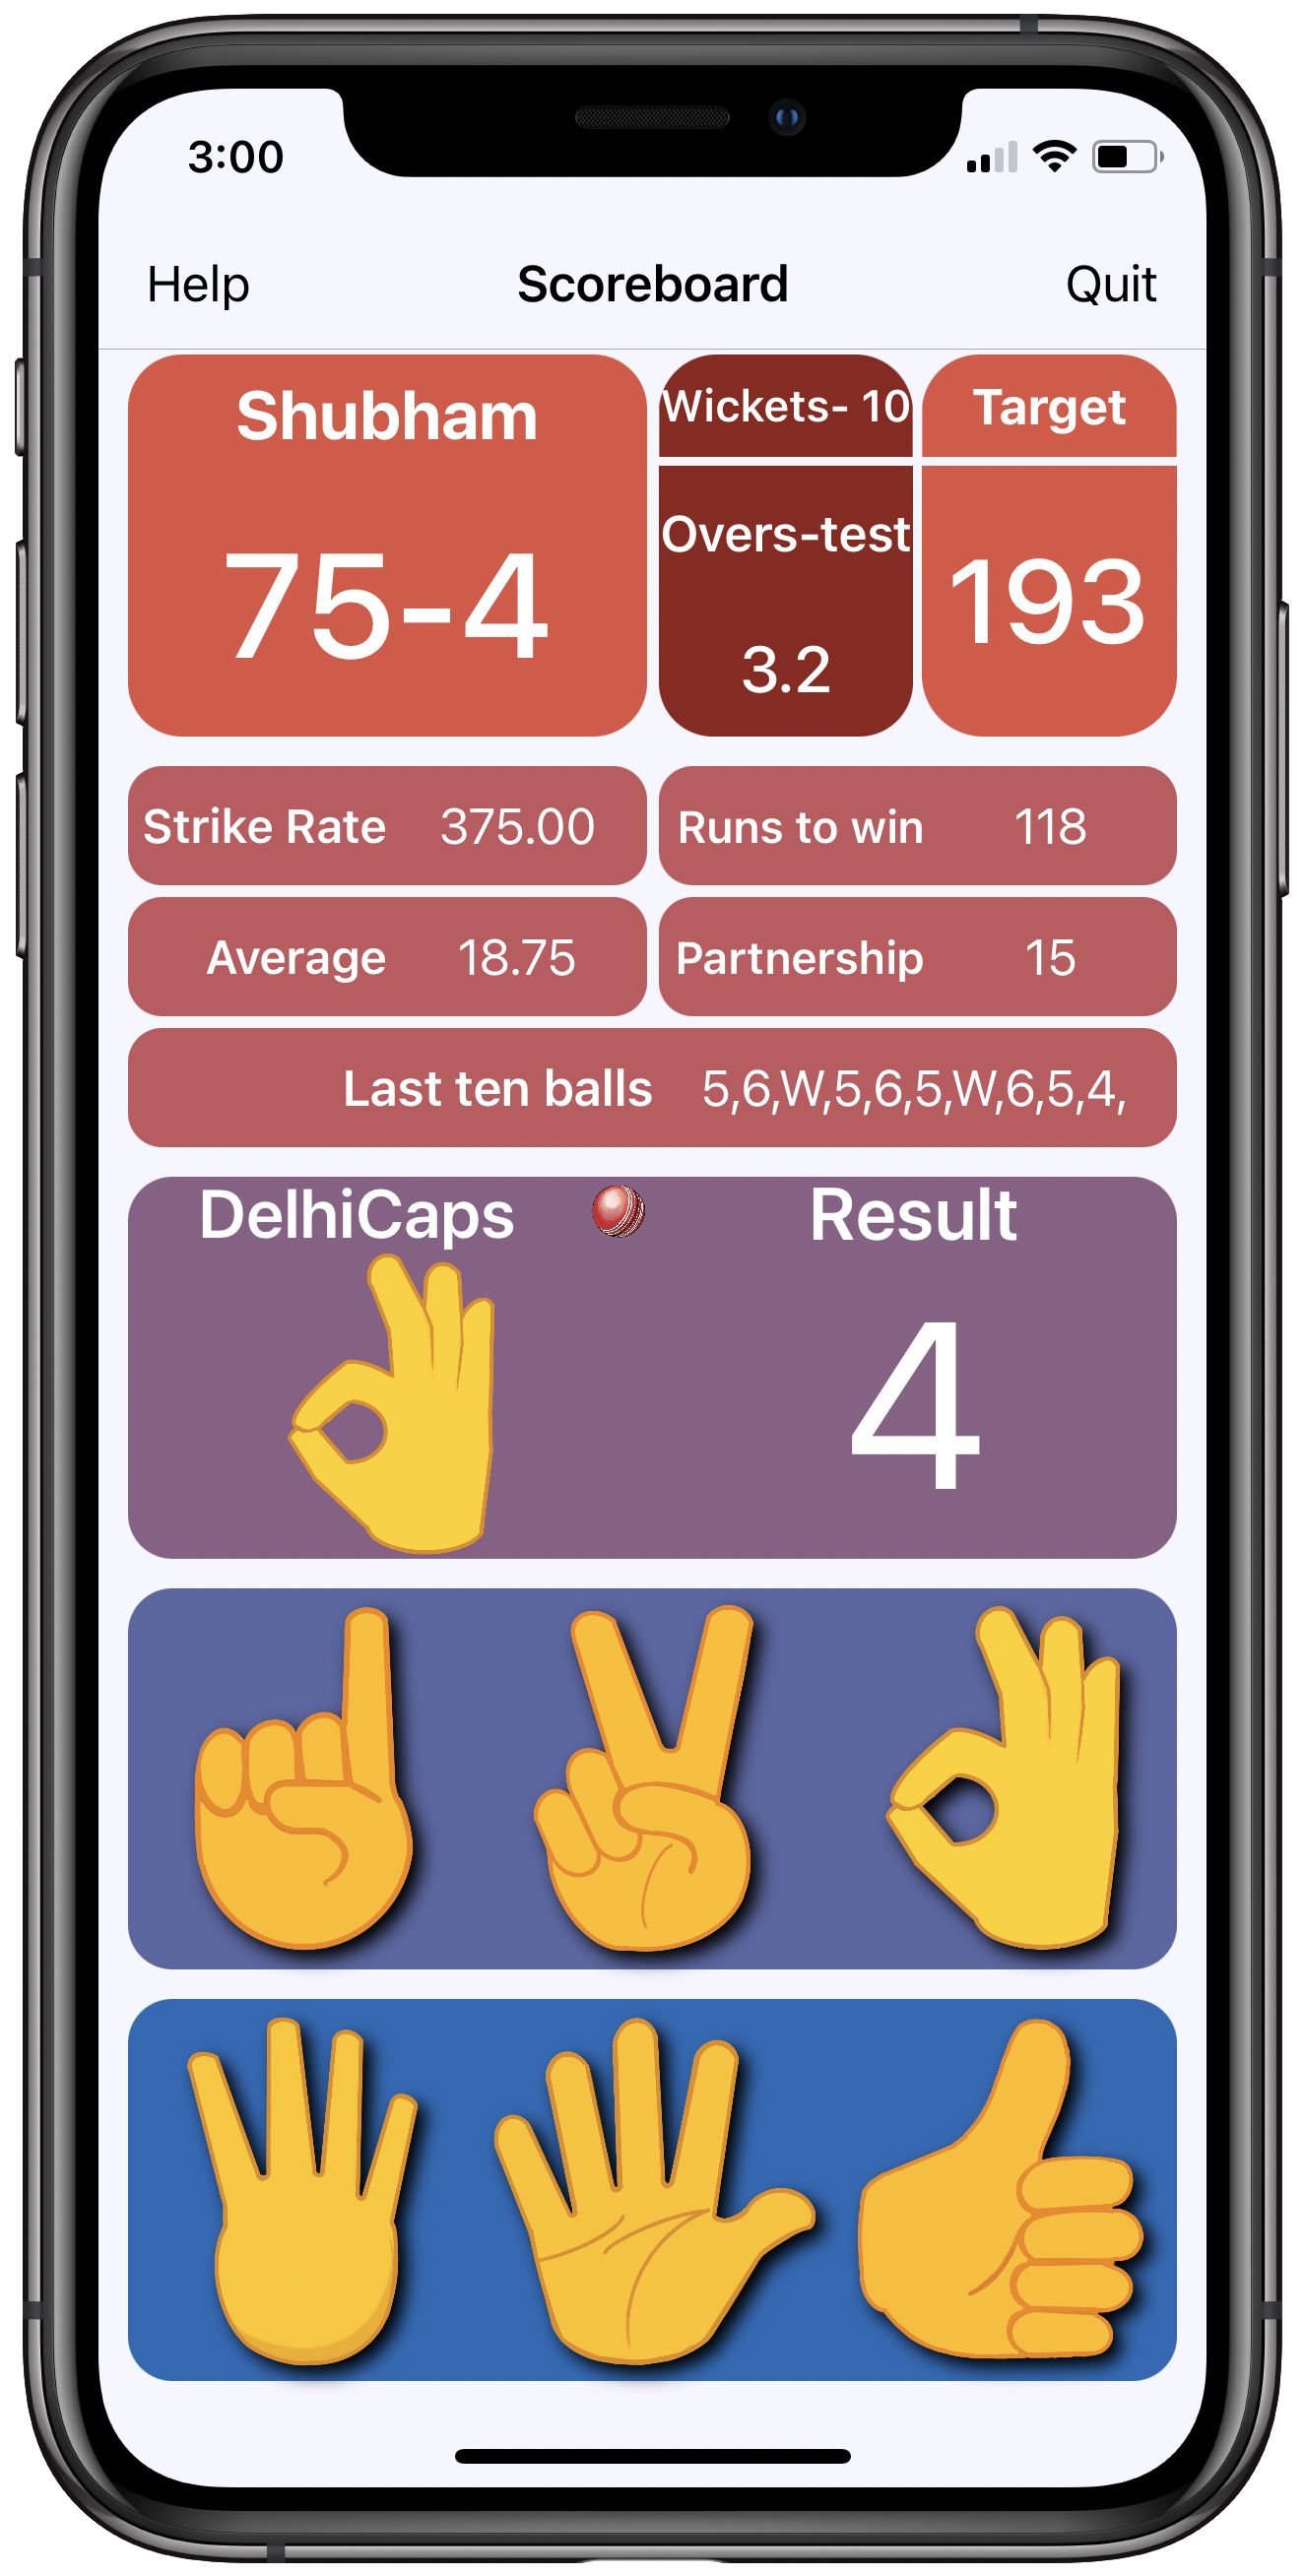 3:00
Help Scoreboard Quit
Shubham
75-4
Wickets- 10
Overs-test
3.2
Target
193
Strike Rate 375.00
Runs to win 118
Average 18.75
Partnership 15
Last ten balls 5,6,W,5,6,5,W,6,5,4,
DelhiCaps Result
4